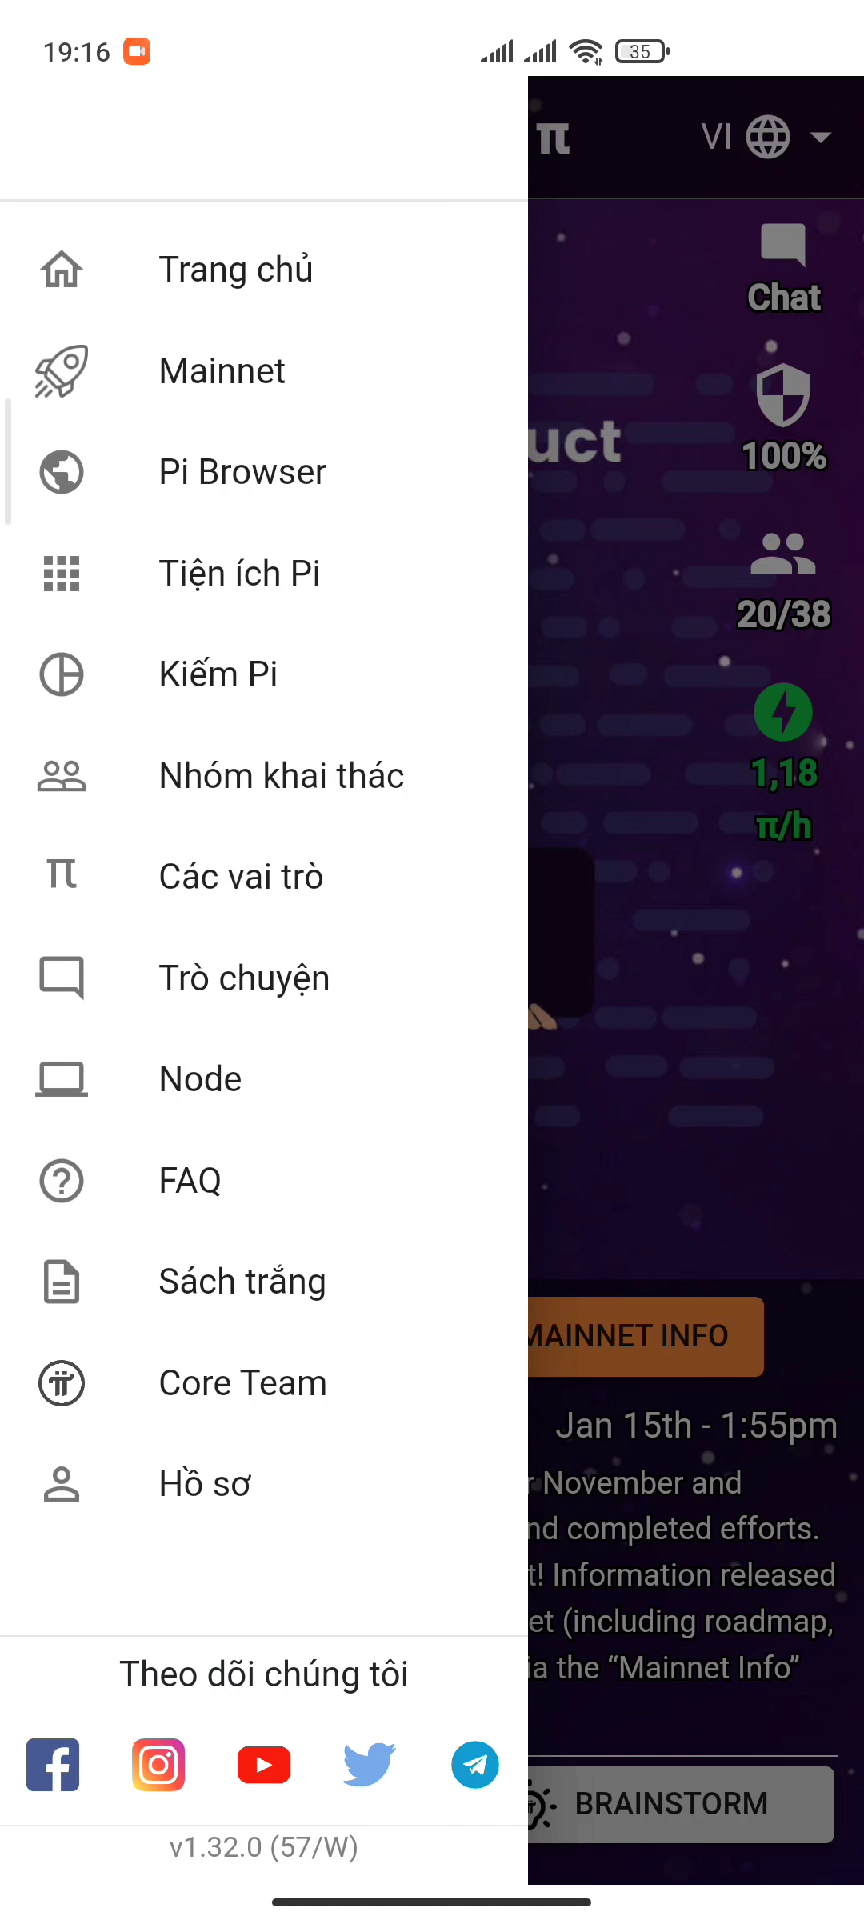 19:16
35
π
VI
Chat
100%
20/38
1,18
π/h
uct
Trang chủ
Mainnet
Pi Browser
Tiện ích Pi
Kiếm Pi
Nhóm khai thác
π
Các vai trò
Trò chuyện
Node
FAQ
Sách trắng
Core Team
Hồ sơ
MAINNET INFO
Jan 15th - 1:55pm
r November and
nd completed efforts.
t! Information released
et (including roadmap,
ia the “Mainnet Info”
BRAINSTORM
Theo dõi chúng tôi
v1.32.0 (57/W)